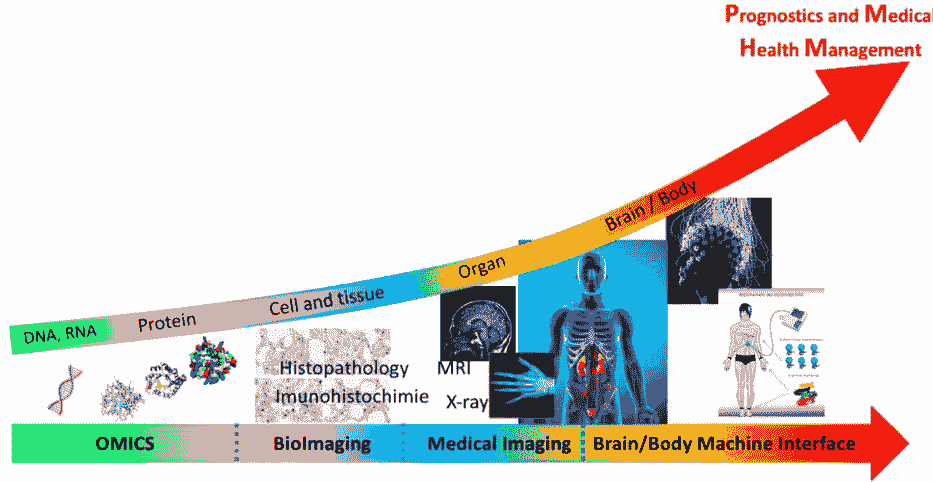 Prognostics and Medical
Health Management
Brain / Body
Organ
Cell and tissue
Protein
DNA, RNA
Histopathology
MRI
Imunohistochimie
X-ray
OMICS
BioImaging
Medical Imaging
Brain/Body Machine Interface